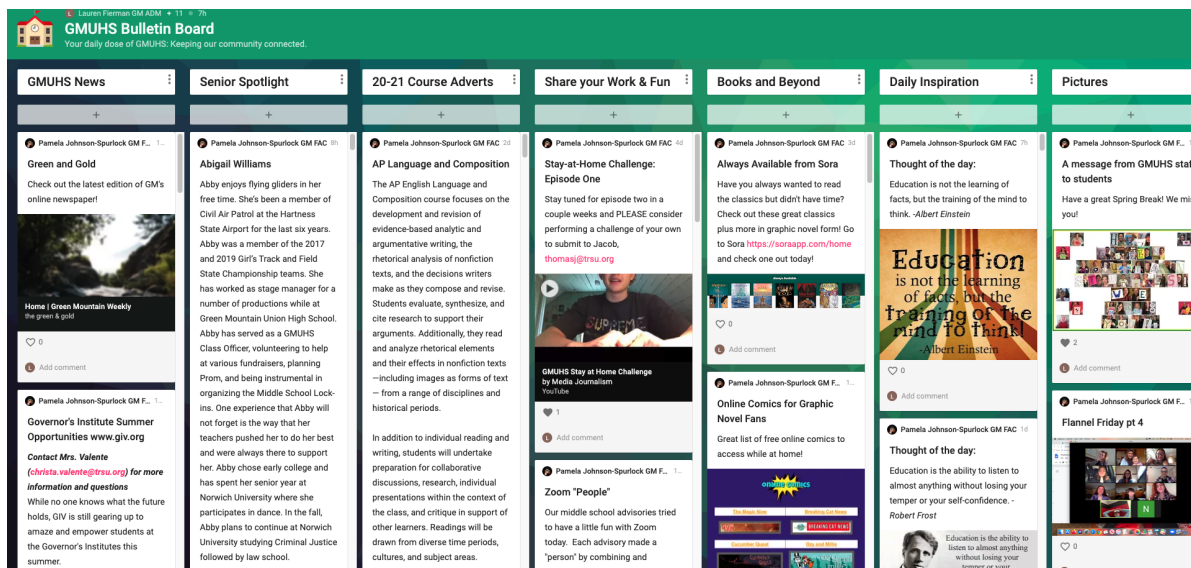 Lauren Fierman GM ADM + 11 7h
GMUHS Bulletin Board
Your daily dose of GMUHS: Keeping our community connected.
GMUHS News
Pamela Johnson-Spurlock GM F... 1...
Green and Gold
Check out the latest edition of GM's
online newspaper!
Home | Green Mountain Weekly
the green & gold
0
Add comment
Pamela Johnson-Spurlock GM F... 1...
Governor's Institute Summer
Opportunities www.giv.org
Contact Mrs. Valente
(christa.valente@trsu.org) for more
information and questions
While no one knows what the future
holds, GIV is still gearing up to
amaze and empower students at
the Governor's Institutes this
summer.
Senior Spotlight
Pamela Johnson-Spurlock GM FAC 8h
Abigail Williams
Abby enjoys flying gliders in her
free time. She's been a member of
Civil Air Patrol at the Hartness
State Airport for the last six years.
Abby was a member of the 2017
and 2019 Girl's Track and Field
State Championship teams. She
has worked as stage manager for a
number of productions while at
Green Mountain Union High School.
Abby has served as a GMUHS
Class Officer, volunteering to help
at various fundraisers, planning
Prom, and being instrumental in
organizing the Middle School Lock-
ins. One experience that Abby will
not forget is the way that her
teachers pushed her to do her best
and were always there to support
her. Abby chose early college and
has spent her senior year at
Norwich University where she
participates in dance. In the fall,
Abby plans to continue at Norwich
University studying Criminal Justice
followed by law school.
20-21 Course Adverts
Pamela Johnson-Spurlock GM FAC 2d
AP Language and Composition
The AP English Language and
Composition course focuses on the
development and revision of
evidence-based analytic and
argumentative writing, the
rhetorical analysis of nonfiction
texts, and the decisions writers
make as they compose and revise.
Students evaluate, synthesize, and
cite research to support their
arguments. Additionally, they read
and analyze rhetorical elements
and their effects in nonfiction texts
—including images as forms of text
— from a range of disciplines and
historical periods.
In addition to individual reading and
writing, students will undertake
preparation for collaborative
discussions, research, individual
presentations within the context of
the class, and critique in support of
other learners. Readings will be
drawn from diverse time periods,
cultures, and subject areas.
Share your Work & Fun
Pamela Johnson-Spurlock GM FAC 4d
Stay-at-Home Challenge:
Episode One
Stay tuned for episode two in a
couple weeks and PLEASE consider
performing a challenge of your own
to submit to Jacob,
thomasj@trsu.org
SUPREME
GMUHS Stay at Home Challenge
by Media Journalism
YouTube
1
Add comment
Pamela Johnson-Spurlock GM F... 1...
Zoom "People"
Our middle school advisories tried
to have a little fun with Zoom
today. Each advisory made a
"person" by combining and
Books and Beyond
Pamela Johnson-Spurlock GM FAC 3d
Always Available from Sora
Have you always wanted to read
the classics but didn't have time?
Check out these great classics
plus more in graphic novel form! Go
to Sora https://soraapp.com/home
and check one out today!
0
Add comment
Pamela Johnson-Spurlock GM F... 1...
Online Comics for Graphic
Novel Fans
Great list of free online comics to
access while at home!
online comics
The Magic Nine
Breaking Cat News
BREAKING CAT NEWS
Daily Inspiration
Pamela Johnson-Spurlock GM FAC 7h
Thought of the day:
Education is not the learning of
facts, but the training of the mind to
think. -Albert Einstein
Education
is not the learning
of facts, but the
training of the
mind to think!
-Albert Einstein
0
Add comment
Pamela Johnson-Spurlock GM FAC 1d
Thought of the day:
Education is the ability to listen to
almost anything without losing your
temper or your self-confidence. -
Robert Frost
Education is the ability to
listen to almost anything
without losing your
temper or your
Pictures
Pamela Johnson-Spurlock GM F...
A message from GMUHS staf
to students
Have a great Spring Break! We mi
you!
2
Add comment
Pamela Johnson-Spurlock GM F...
Flannel Friday pt 4
N
0